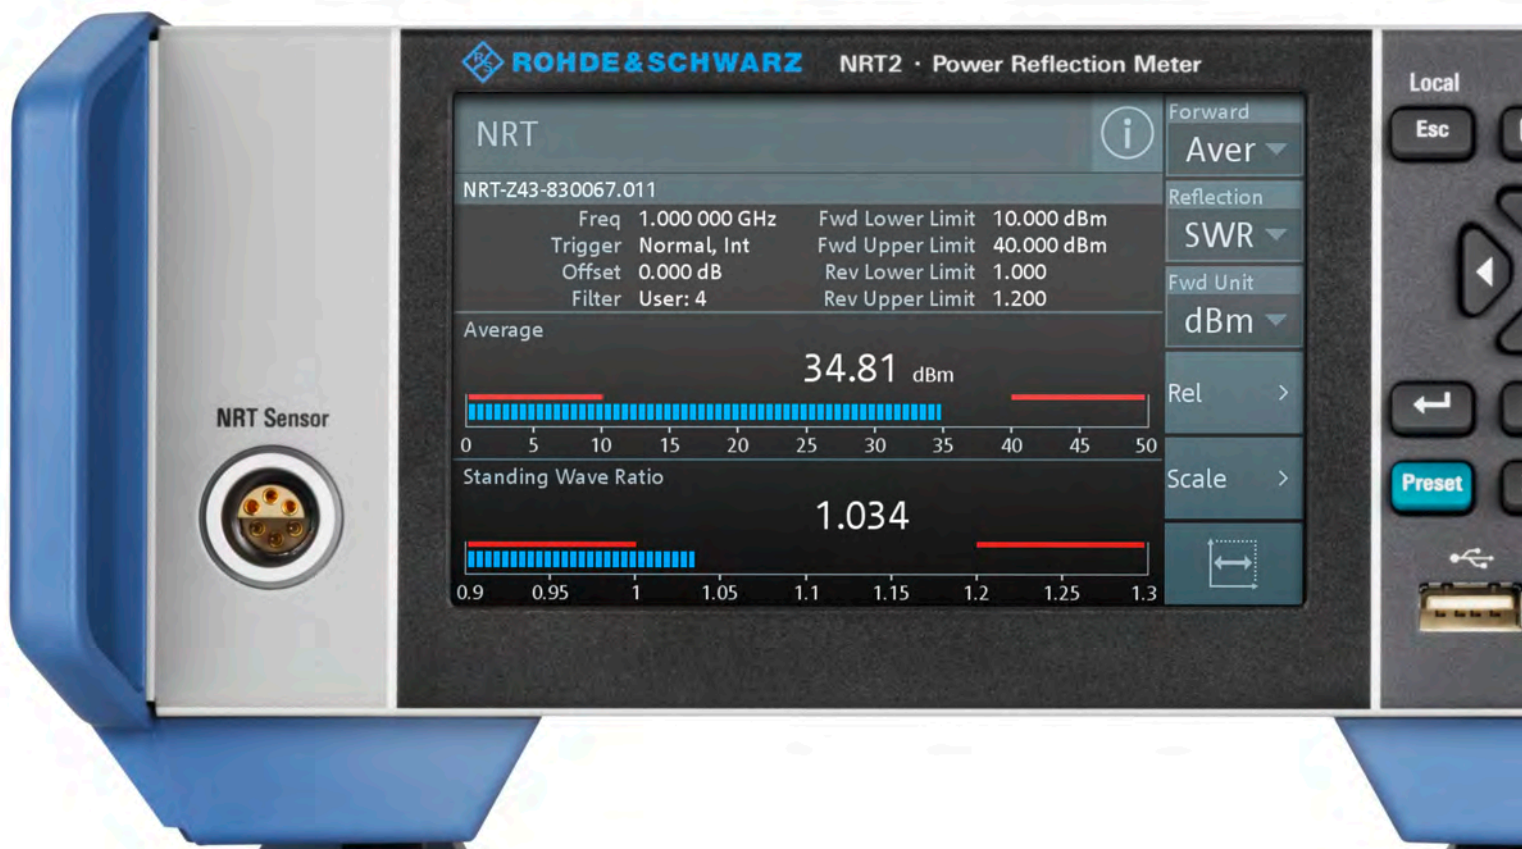 R&S ROHDE&SCHWARZ NRT2 · Power Reflection Meter
Local
Esc
NRT
i
Forward
Aver
NRT-Z43-830067.011
Reflection
SWR
Freq 1.000 000 GHz Fwd Lower Limit 10.000 dBm
Trigger Normal, Int Fwd Upper Limit 40.000 dBm
Offset 0.000 dB Rev Lower Limit 1.000
Filter User: 4 Rev Upper Limit 1.200
Fwd Unit
dBm
Average
34.81 dBm
0 5 10 15 20 25 30 35 40 45 50
Rel >
Standing Wave Ratio
1.034
0.9 0.95 1 1.05 1.1 1.15 1.2 1.25 1.3
Scale >
NRT Sensor
Preset